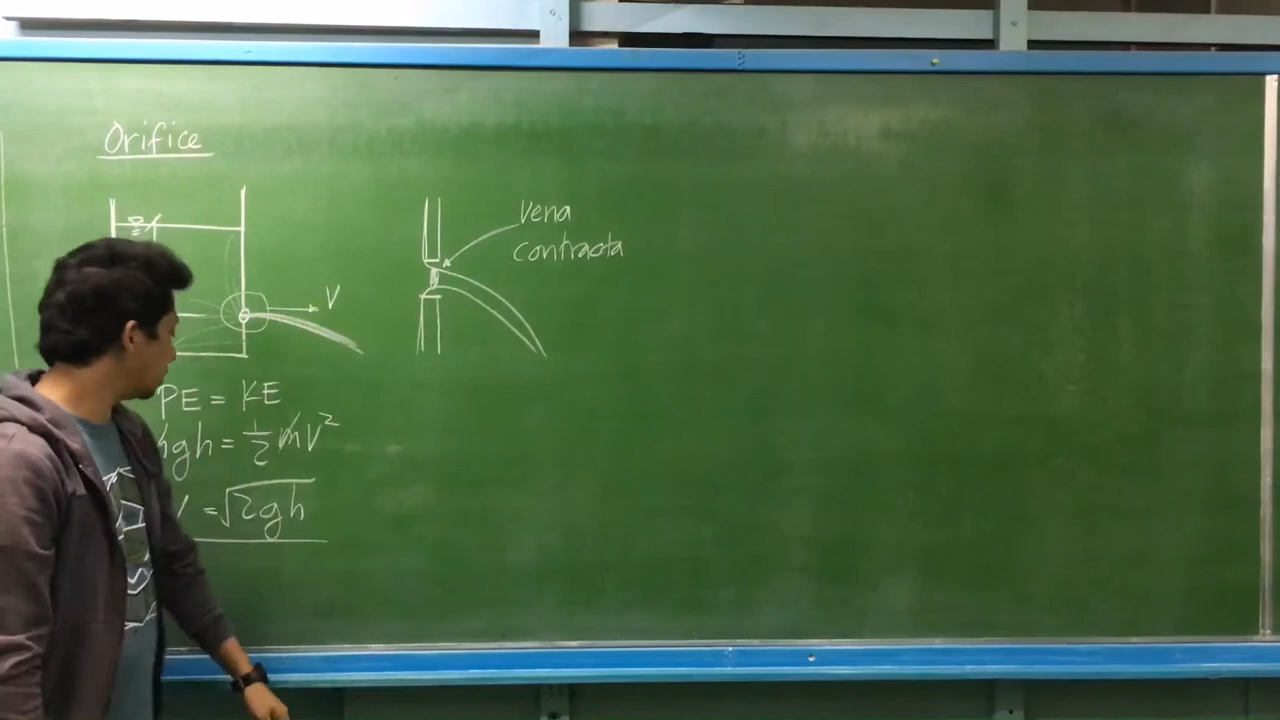 Orifice
V
Vena
contracta
PE = KE
gh = 1/2 mV²
= √2gh